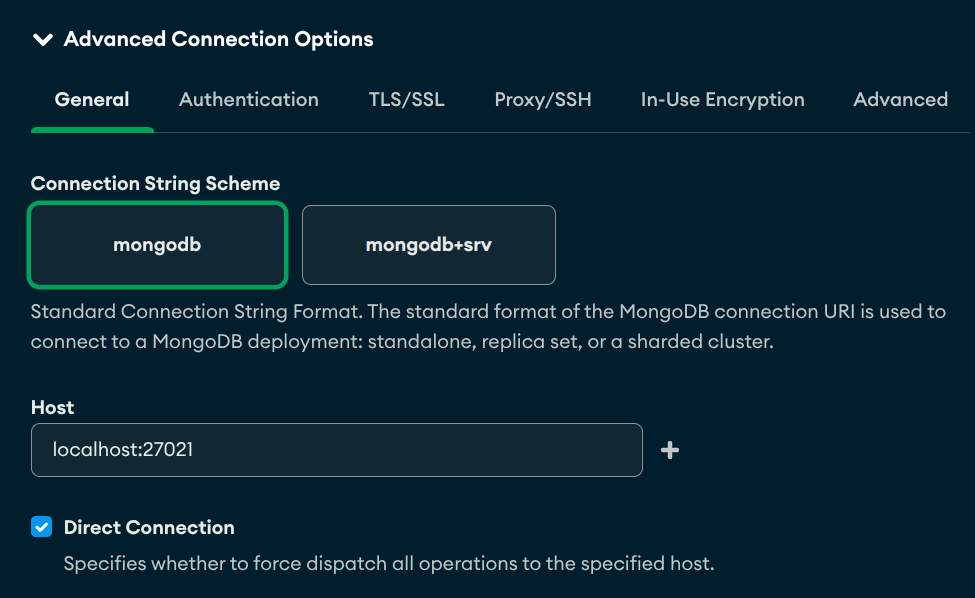 Advanced Connection Options
General Authentication TLS/SSL Proxy/SSH In-Use Encryption Advanced
Connection String Scheme
mongodb mongodb+srv
Standard Connection String Format. The standard format of the MongoDB connection URI is used to
connect to a MongoDB deployment: standalone, replica set, or a sharded cluster.
Host
localhost:27021
Direct Connection
Specifies whether to force dispatch all operations to the specified host.